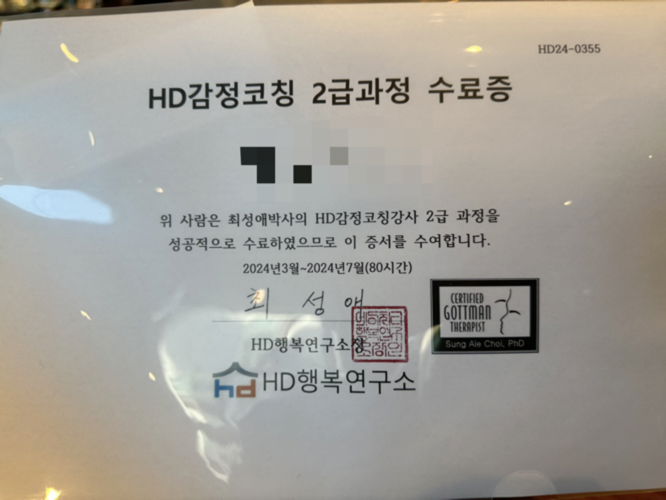 HD24-0355
HD감정코칭 2급과정 수료증
위 사람은 최성애박사의 HD감정코칭강사 2급 과정을
성공적으로 수료하였으므로 이 증서를 수여합니다.
2024년3월~2024년7월(80시간)
최 성 애
HD행복연구소장
CERTIFIED
GOTTMAN
THERAPIST
Sung Aie Choi, PhD
hd HD행복연구소